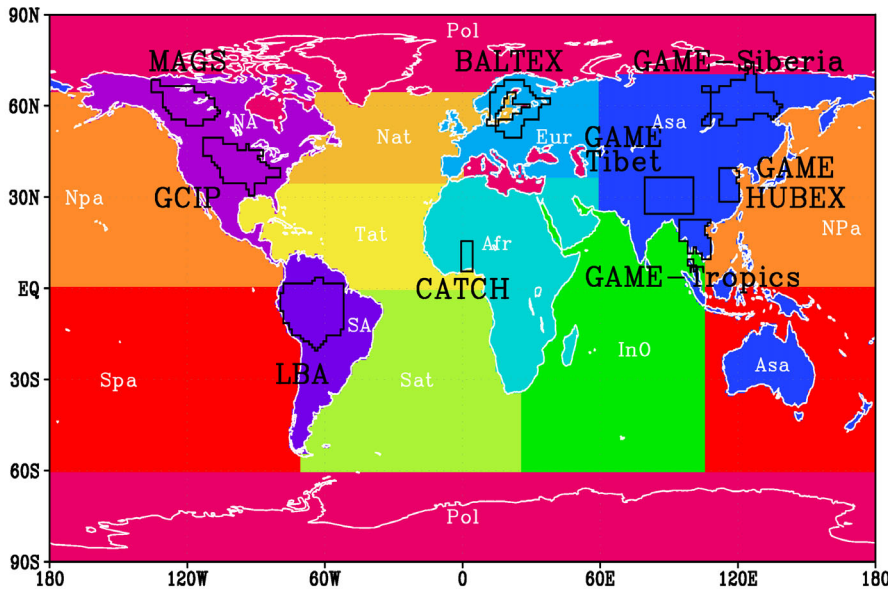 90N
Pol
MAGS
BALTEX
GAME-Siberia
60N
NA
Nat
Eur
Asa
GAME
Tibet
30N
Npa
GCIP
GAME
HUBEX
Tat
Afr
NPa
EQ
CATCH
GAME-Tropics
SA
LBA
InO
30S
Spa
Sat
Asa
60S
Pol
90S
180 120W 60W 0 60E 120E 180